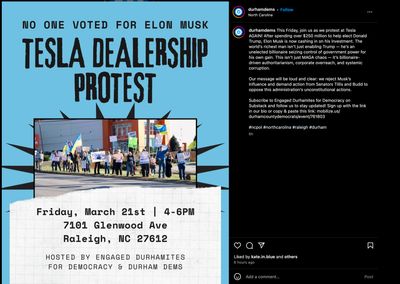 NO ONE VOTED FOR ELON MUSK
TESLA DEALERSHIP
PROTEST
Friday, March 21st | 4-6PM
7101 Glenwood Ave
Raleigh, NC 27612
HOSTED BY ENGAGED DURHAMITES
FOR DEMOCRACY & DURHAM DEMS
durhamdems • Follow
North Carolina
durhamdems This Friday, join us as we protest at Tesla
AGAIN! After spending over $250 million to help elect Donald
Trump, Elon Musk is now cashing in on his investment. The
world's richest man isn't just enabling Trump — he's an
unelected billionaire seizing control of government power for
his own gain. This isn't just MAGA chaos — it's billionaire-
driven authoritarianism, corporate overreach, and systemic
corruption.
Our message will be loud and clear: we reject Musk's
influence and demand action from Senators Tillis and Budd to
oppose this administration's unconstitutional actions.
Subscribe to Engaged Durhamites for Democracy on
Substack and follow us to stay updated! Sign up with the link
in our bio or copy & paste this link: mobilize.us/
durhamcountydemocrats/event/761803
#ncpol #northcarolina #raleigh #durham
Liked by kate.in.blue and others
6 hours ago
Add a comment...
Post